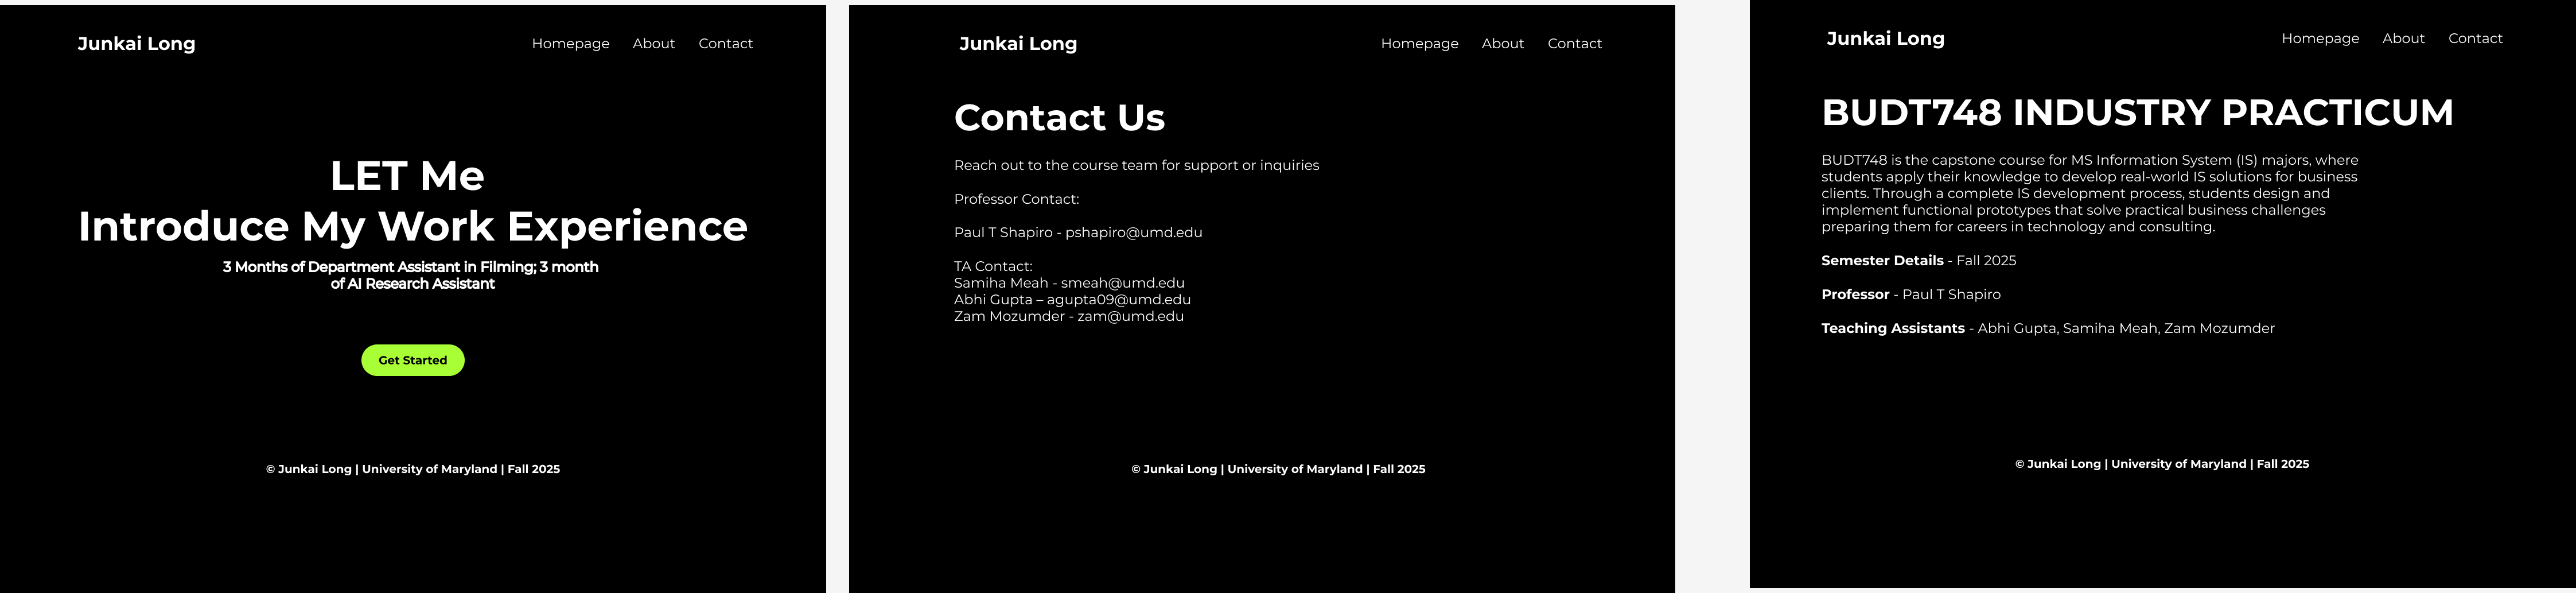 Junkai Long
Homepage About Contact
LET Me
Introduce My Work Experience
3 Months of Department Assistant in Filming; 3 month
of AI Research Assistant
Get Started
© Junkai Long | University of Maryland | Fall 2025
Junkai Long
Homepage About Contact
Contact Us
Reach out to the course team for support or inquiries
Professor Contact:
Paul T Shapiro - pshapiro@umd.edu
TA Contact:
Samiha Meah - smeah@umd.edu
Abhi Gupta – agupta09@umd.edu
Zam Mozumder - zam@umd.edu
© Junkai Long | University of Maryland | Fall 2025
Junkai Long
Homepage About Contact
BUDT748 INDUSTRY PRACTICUM
BUDT748 is the capstone course for MS Information System (IS) majors, where
students apply their knowledge to develop real-world IS solutions for business
clients. Through a complete IS development process, students design and
implement functional prototypes that solve practical business challenges
preparing them for careers in technology and consulting.
Semester Details - Fall 2025
Professor - Paul T Shapiro
Teaching Assistants - Abhi Gupta, Samiha Meah, Zam Mozumder
© Junkai Long | University of Maryland | Fall 2025